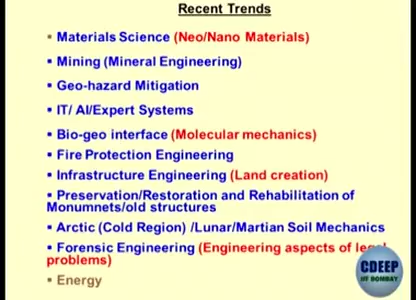 Recent Trends
▪ Materials Science (Neo/Nano Materials)
▪ Mining (Mineral Engineering)
▪ Geo-hazard Mitigation
▪ IT/ AI/Expert Systems
▪ Bio-geo interface (Molecular mechanics)
▪ Fire Protection Engineering
▪ Infrastructure Engineering (Land creation)
▪ Preservation/Restoration and Rehabilitation of
Monumnets/old structures
▪ Arctic (Cold Region) /Lunar/Martian Soil Mechanics
▪ Forensic Engineering (Engineering aspects of legal
problems)
▪ Energy
CDEEP
IIT BOMBAY